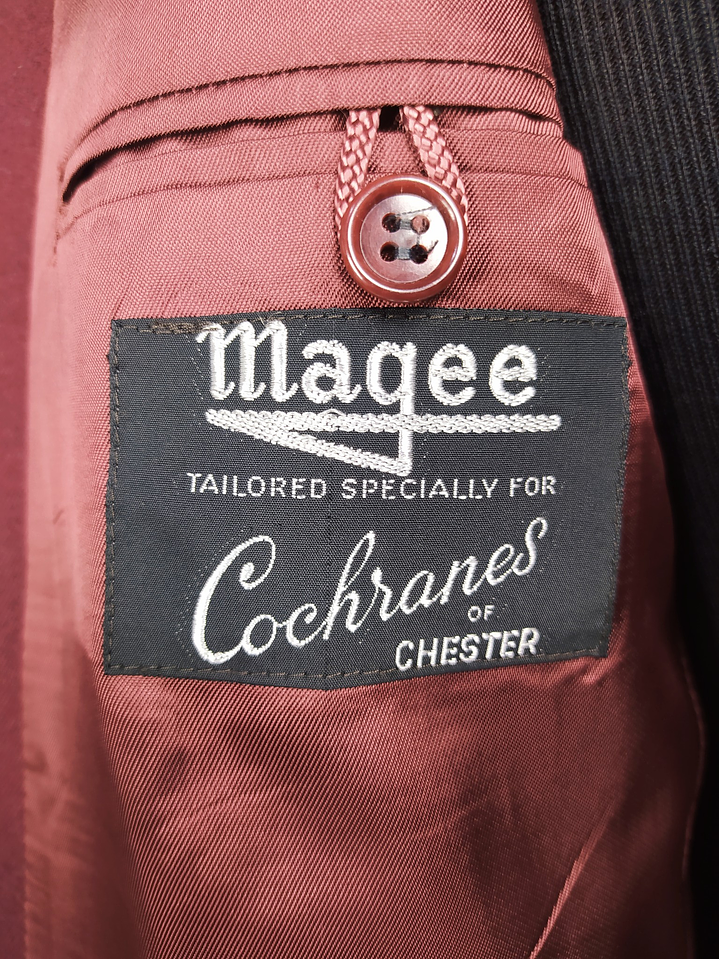 Magee
TAILORED SPECIALLY FOR
Cochranes
OF
CHESTER